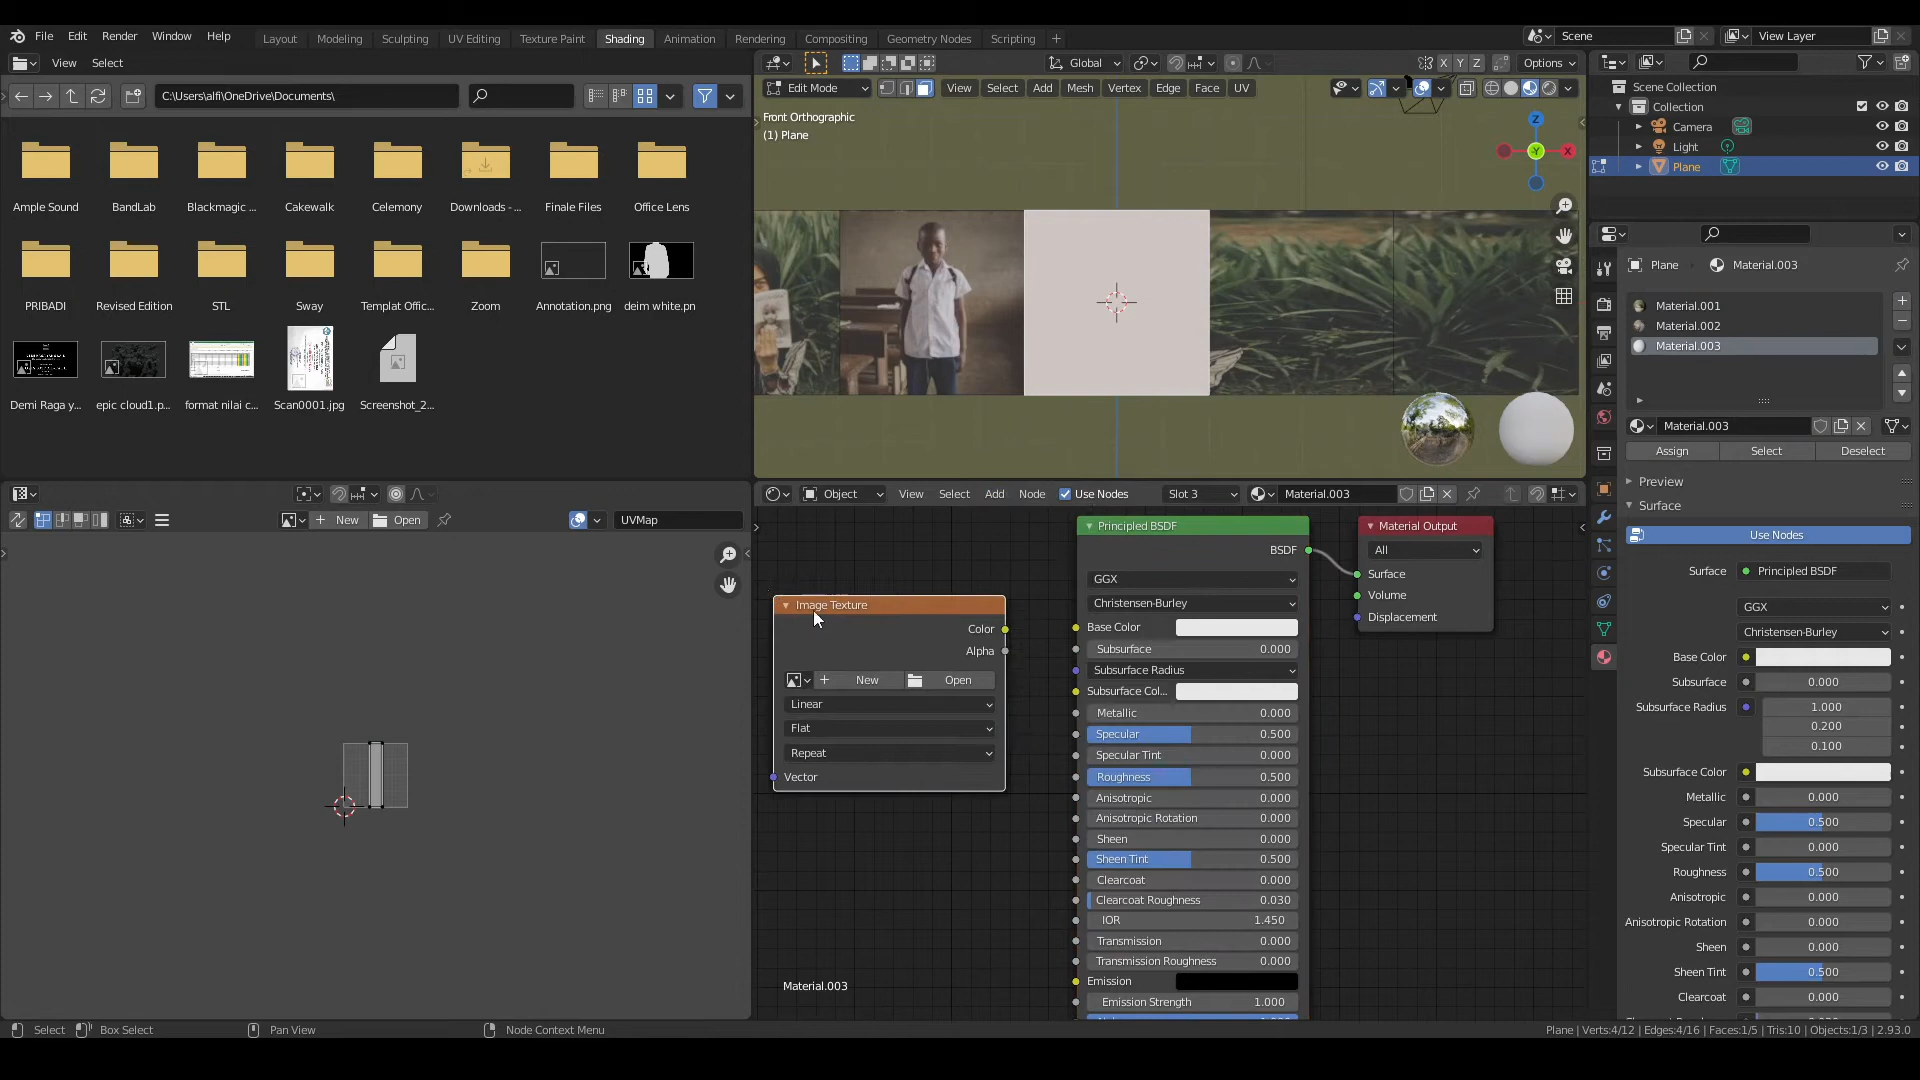 File Edit Render Window Help Layout Modeling Sculpting UV Editing Texture Paint Shading Animation Rendering Compositing Geometry Nodes Scripting Scene View Layer
View Select
C:\Users\alfi\OneDrive\Documents\
Ample Sound BandLab Blackmagic ... Cakewalk Celemony Downloads - ... Finale Files Office Lens
PRIBADI Revised Edition STL Sway Templat Offic... Zoom Annotation.png deim white.pn
Demi Raga y... epic cloud1.p... format nilai c... Scan0001.jpg Screenshot_2...
Global X Y Z Options
Edit Mode View Select Add Mesh Vertex Edge Face UV
Front Orthographic
(1) Plane
Z
Y
X
Scene Collection
Collection
Camera
Light
Plane
Plane Material.003
Material.001
Material.002
Material.003
Material.003
Assign Select Deselect
Preview
Surface
Use Nodes
Surface Principled BSDF
GGX
Christensen-Burley
Base Color
Subsurface 0.000
Subsurface Radius 1.000
0.200
0.100
Subsurface Color
Metallic 0.000
Specular 0.500
Specular Tint 0.000
Roughness 0.500
Anisotropic 0.000
Anisotropic Rotation 0.000
Sheen 0.000
Sheen Tint 0.500
Clearcoat 0.000
New Open UVMap
Object View Select Add Node Use Nodes Slot 3 Material.003
Image Texture
Color
Alpha
New Open
Linear
Flat
Repeat
Vector
Principled BSDF
BSDF
GGX
Christensen-Burley
Base Color
Subsurface 0.000
Subsurface Radius
Subsurface Col...
Metallic 0.000
Specular 0.500
Specular Tint 0.000
Roughness 0.500
Anisotropic 0.000
Anisotropic Rotation 0.000
Sheen 0.000
Sheen Tint 0.500
Clearcoat 0.000
Clearcoat Roughness 0.030
IOR 1.450
Transmission 0.000
Transmission Roughness 0.000
Emission
Emission Strength 1.000
Material Output
All
Surface
Volume
Displacement
Material.003
Select Box Select Pan View Node Context Menu Plane | Verts:4/12 | Edges:4/16 | Faces:1/5 | Tris:10 | Objects:1/3 | 2.93.0